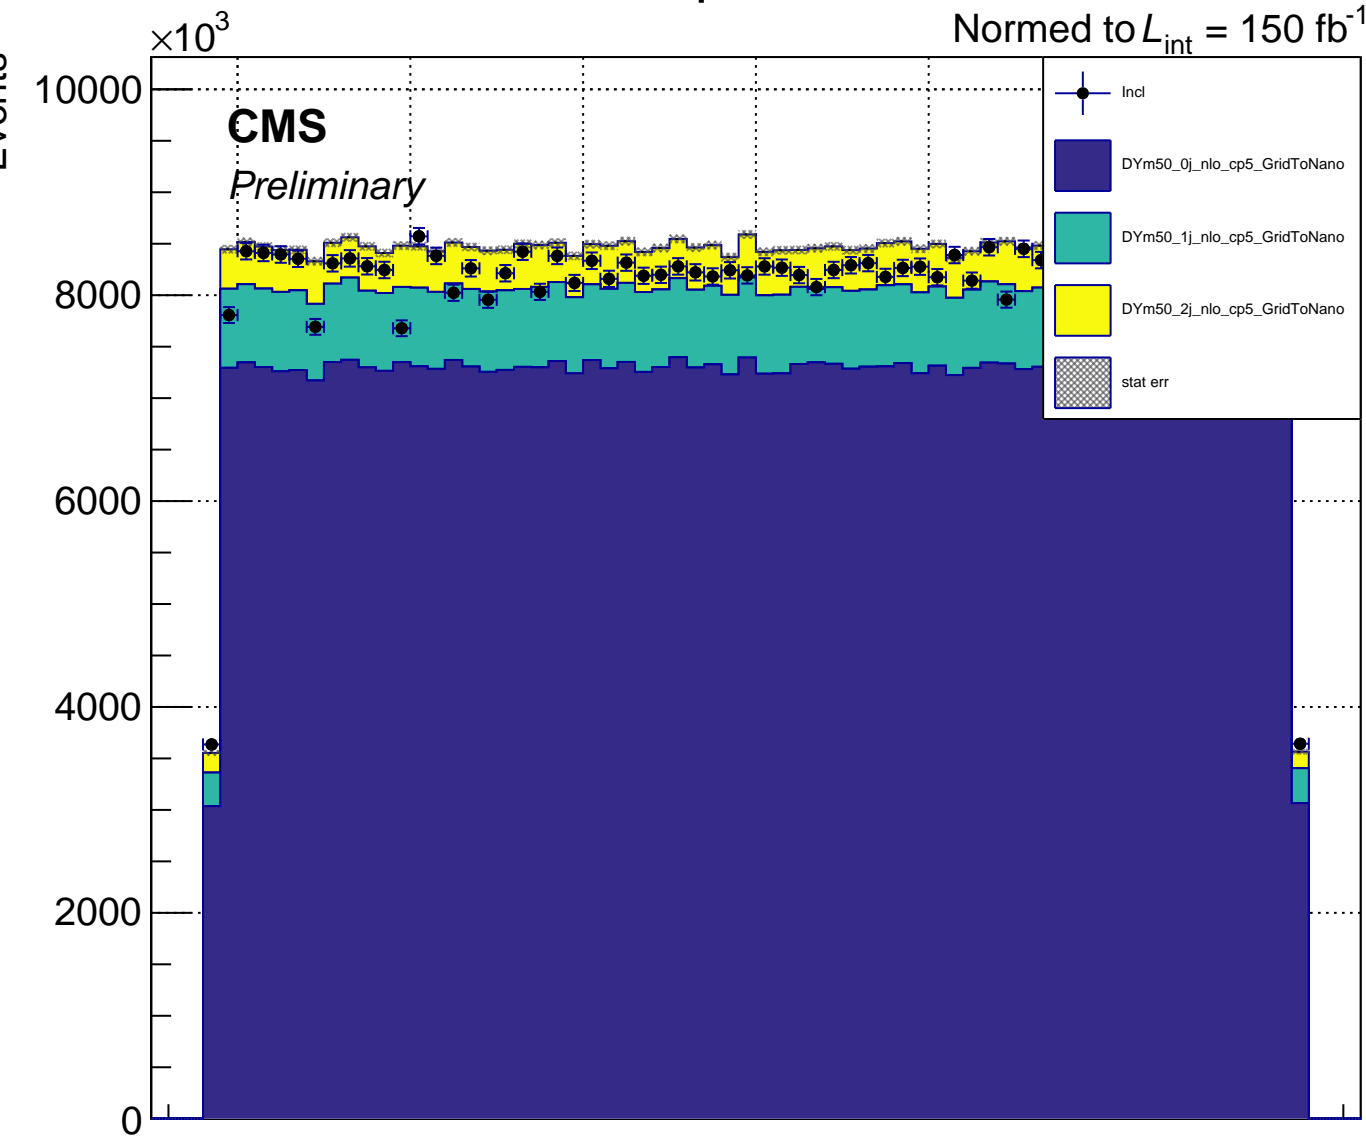 ×10³
Normed to L_int = 150 fb⁻¹
Events
10000
8000
6000
4000
2000
0
CMS
Preliminary
Incl
DYm50_0j_nlo_cp5_GridToNano
DYm50_1j_nlo_cp5_GridToNano
DYm50_2j_nlo_cp5_GridToNano
stat err